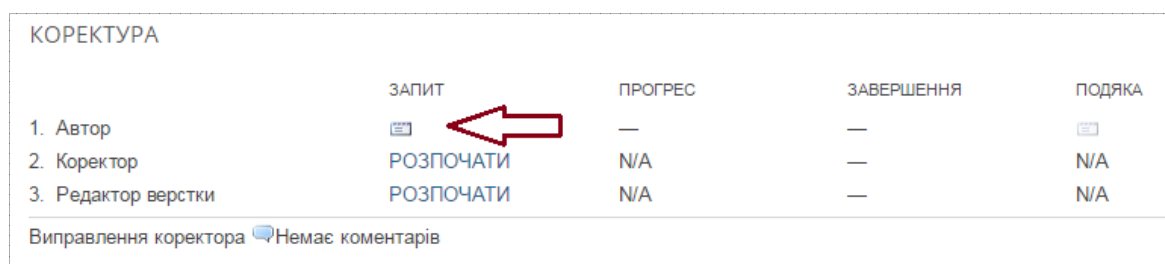 КОРЕКТУРА
ЗАПИТ ПРОГРЕС ЗАВЕРШЕННЯ ПОДЯКА
1. Автор — —
2. Коректор РОЗПОЧАТИ N/A — N/A
3. Редактор верстки РОЗПОЧАТИ N/A — N/A
Виправлення коректора Немає коментарів